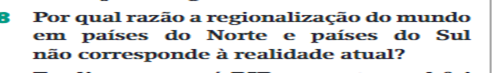 8 Por qual razão a regionalização do mundo
em países do Norte e países do Sul
não corresponde à realidade atual?